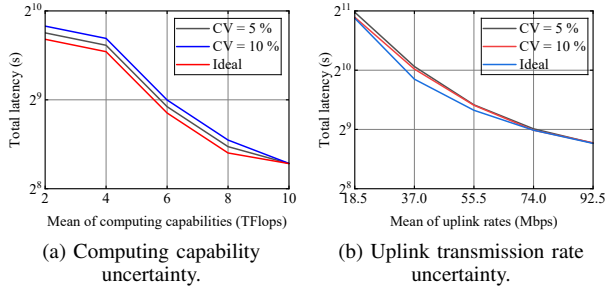 2^10
2^9
2^8
Total latency (s)
CV = 5 %
CV = 10 %
Ideal
2 4 6 8 10
Mean of computing capabilities (TFlops)
(a) Computing capability
uncertainty.
2^11
2^10
2^9
2^8
Total latency (s)
CV = 5 %
CV = 10 %
Ideal
18.5 37.0 55.5 74.0 92.5
Mean of uplink rates (Mbps)
(b) Uplink transmission rate
uncertainty.